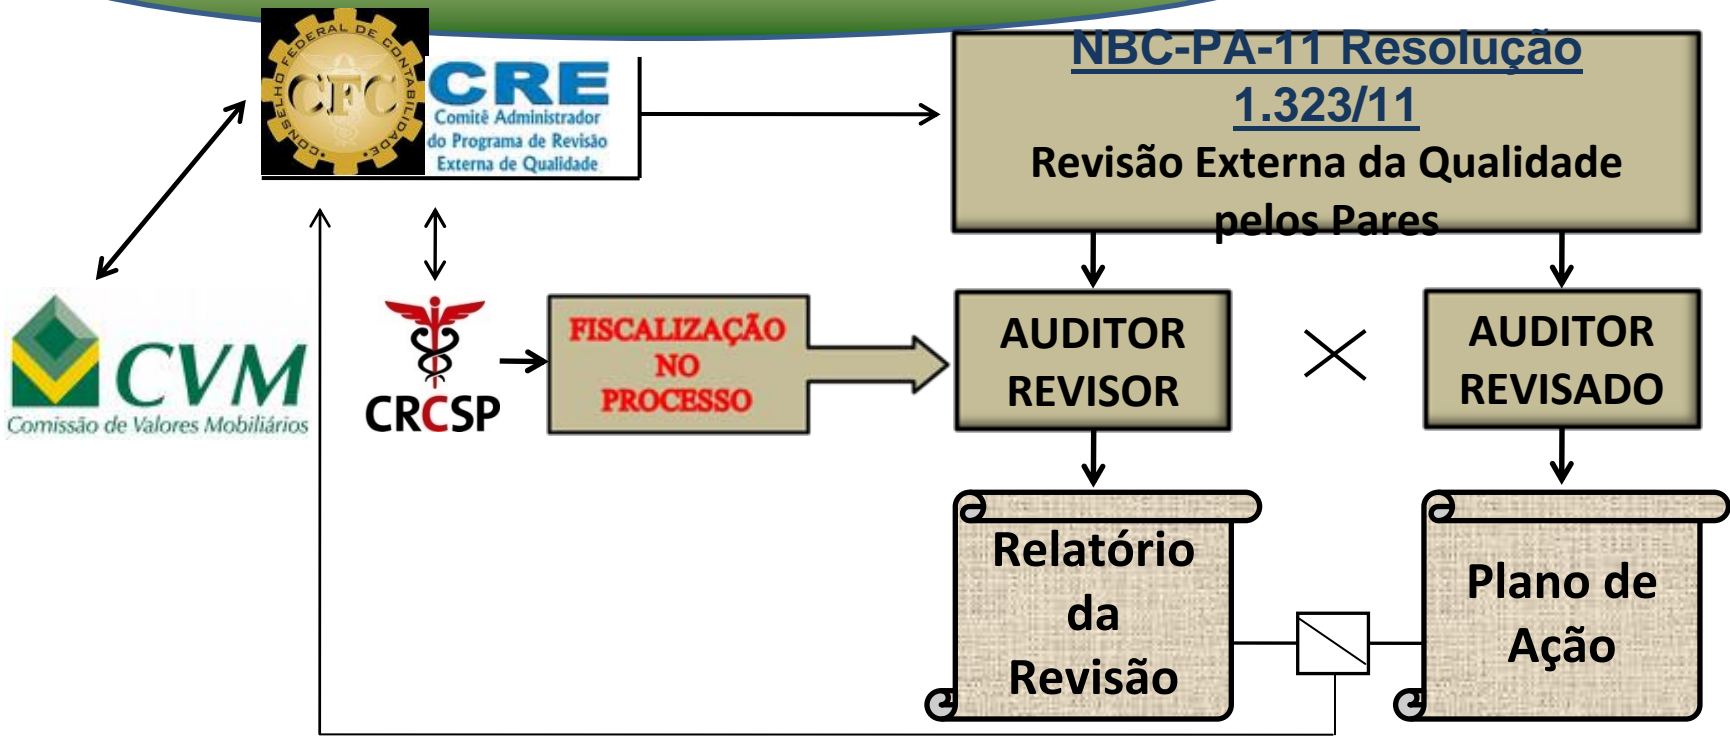 CONSELHO FEDERAL DE CONTABILIDADE
CFC
CRE
Comitê Administrador
do Programa de Revisão
Externa de Qualidade
NBC-PA-11 Resolução
1.323/11
Revisão Externa da Qualidade
pelos Pares
CVM
Comissão de Valores Mobiliários
CRCSP
FISCALIZAÇÃO
NO
PROCESSO
AUDITOR
REVISOR
AUDITOR
REVISADO
Relatório
da
Revisão
Plano de
Ação